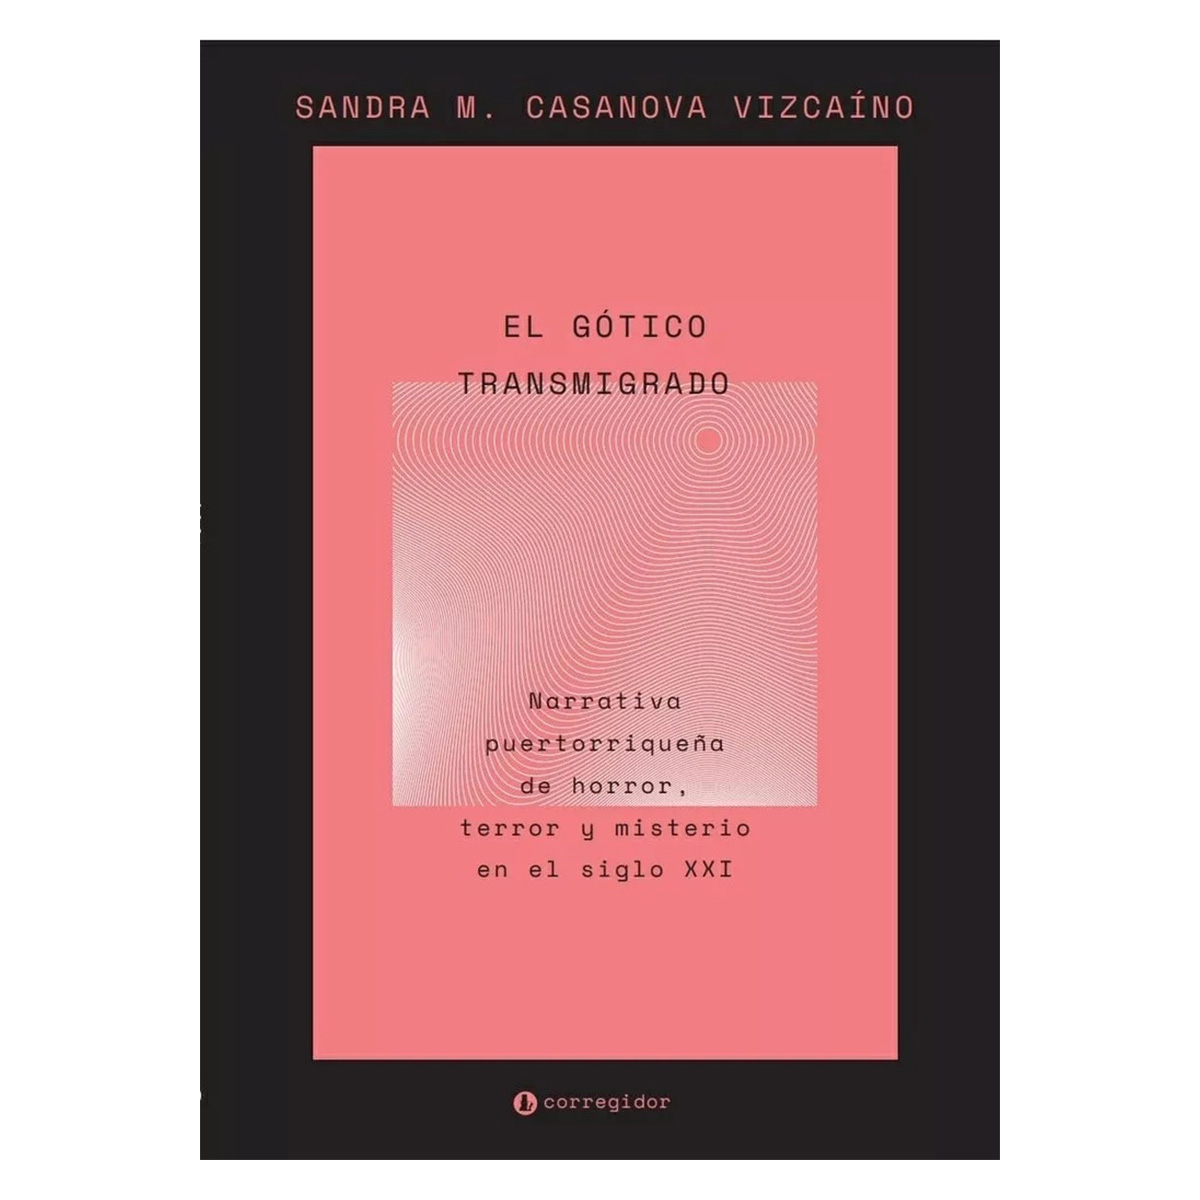 SANDRA M. CASANOVA VIZCAÍNO
EL GÓTICO
TRANSMIGRADO
Narrativa
puertorriqueña
de horror,
terror y misterio
en el siglo XXI
corregidor